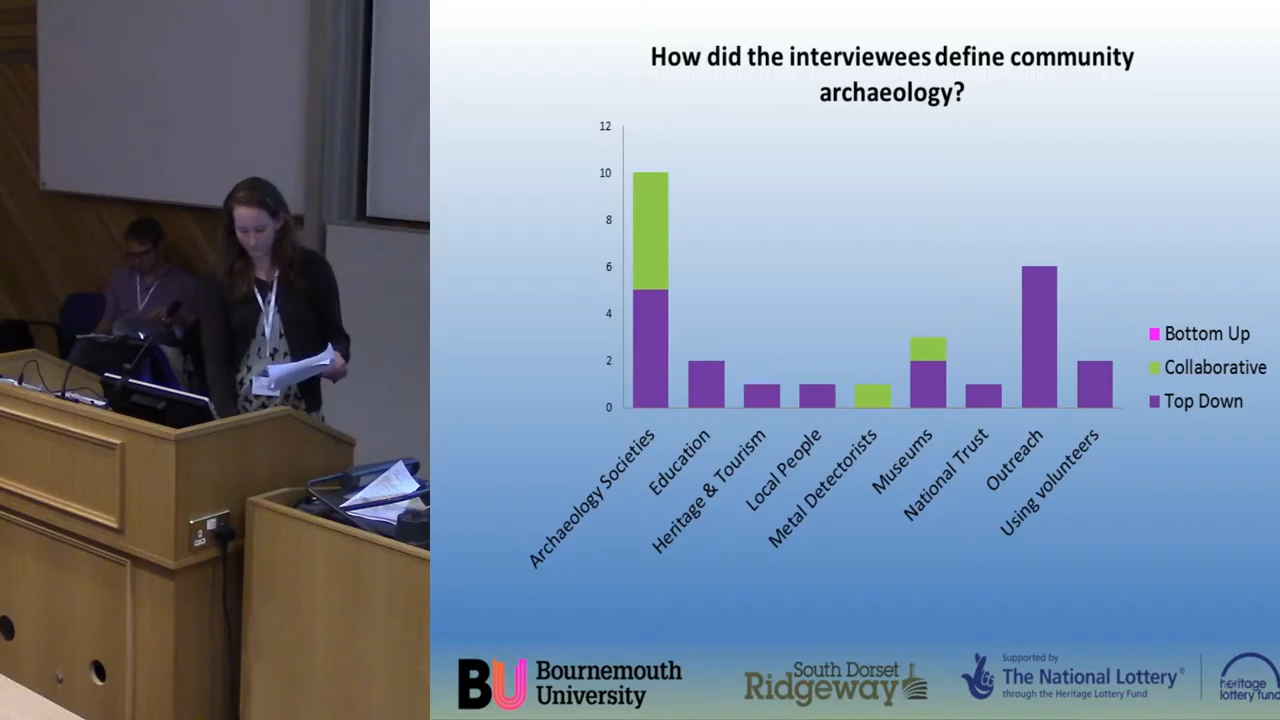 How did the interviewees define community
archaeology?
12
10
8
6
4
2
0
Archaeology Societies
Education
Heritage & Tourism
Local People
Metal Detectorists
Museums
National Trust
Outreach
Using volunteers
Bottom Up
Collaborative
Top Down
BU Bournemouth
University
South Dorset
Ridgeway
Supported by
The National Lottery®
through the Heritage Lottery Fund
heritage
lottery fund